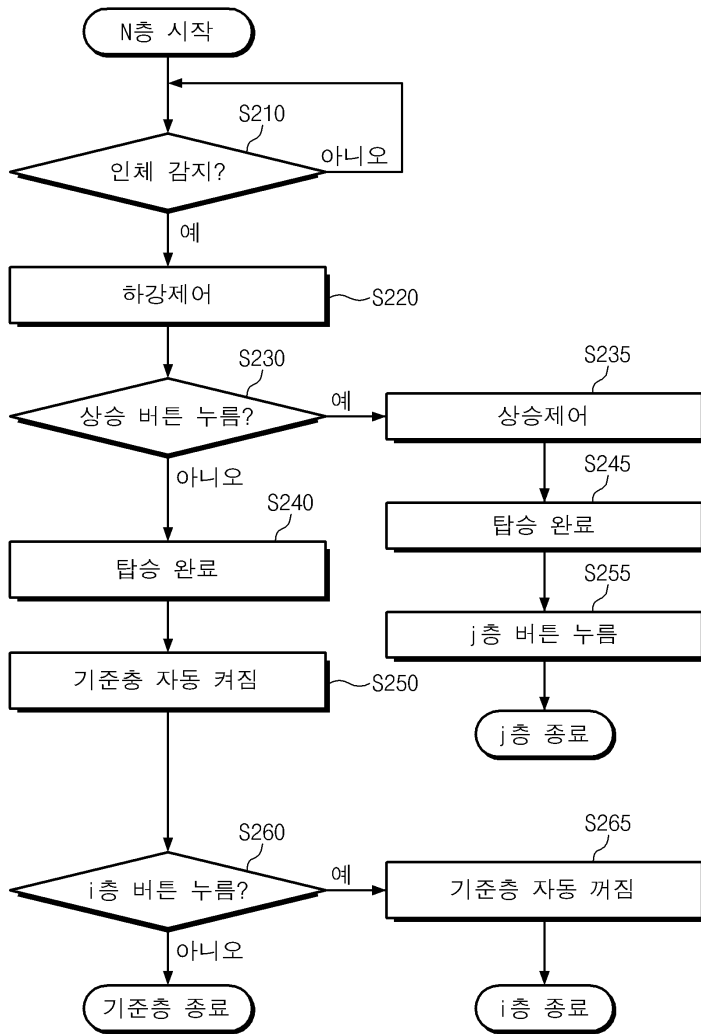 N층 시작
S210
인체 감지?
아니오
예
하강제어
S220
S230
상승 버튼 누름?
예
S235
상승제어
아니오
S240
탑승 완료
S245
탑승 완료
S255
j층 버튼 누름
기준충 자동 켜짐
S250
j층 종료
S260
i층 버튼 누름?
예
S265
기준층 자동 꺼짐
아니오
기준층 종료
i층 종료